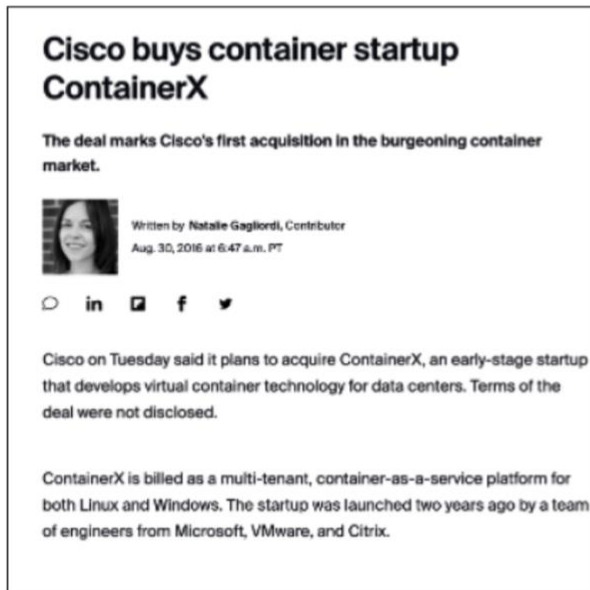 Cisco buys container startup
ContainerX
The deal marks Cisco's first acquisition in the burgeoning container
market.
Written by Natalie Gagliordi, Contributor
Aug. 30, 2016 at 6:47 a.m. PT
in
f
Cisco on Tuesday said it plans to acquire ContainerX, an early-stage startup
that develops virtual container technology for data centers. Terms of the
deal were not disclosed.
ContainerX is billed as a multi-tenant, container-as-a-service platform for
both Linux and Windows. The startup was launched two years ago by a team
of engineers from Microsoft, VMware, and Citrix.